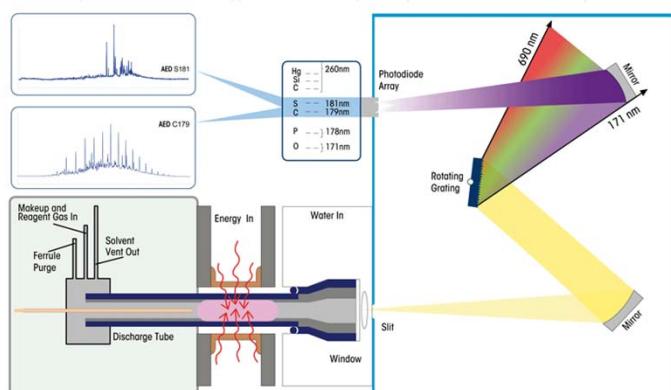 AED S181
AED C179
Hg
Si
C
260nm
S 181nm
C 179nm
P 178nm
O 171nm
Photodiode
Array
690 nm
Mirror
171 nm
Rotating
Grating
Makeup and
Reagent Gas In
Solvent
Vent Out
Ferrule
Purge
Energy In
Water In
Discharge Tube
Window
Slit
Mirror